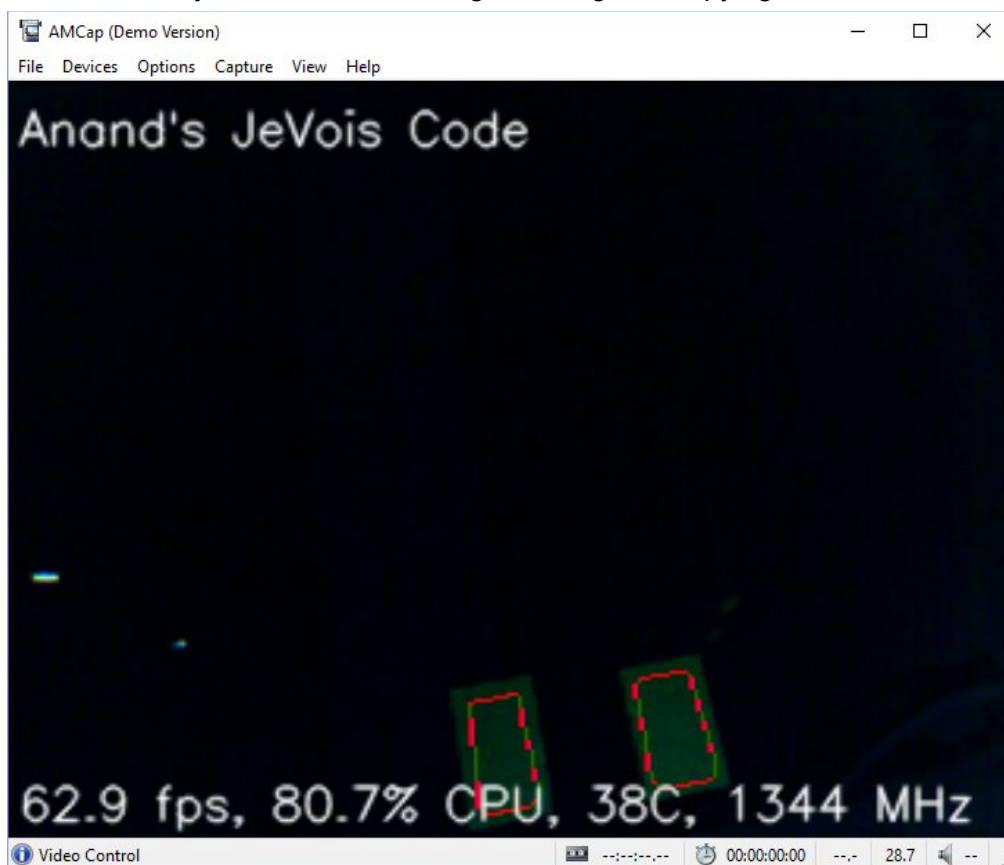 AMCap (Demo Version)
File Devices Options Capture View Help
Anand's JeVois Code
62.9 fps, 80.7% CPU, 38C, 1344 MHz
Video Control --:--:--.-- 00:00:00:00 --.- 28.7 --